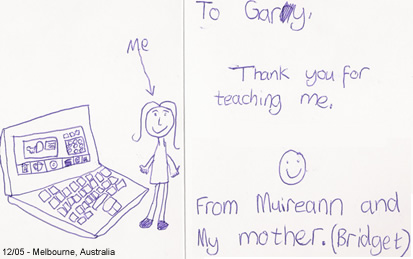 Me
To Garry,
Thank you for
teaching me.
From Muireann and
My mother. (Bridget)
12/05 - Melbourne, Australia